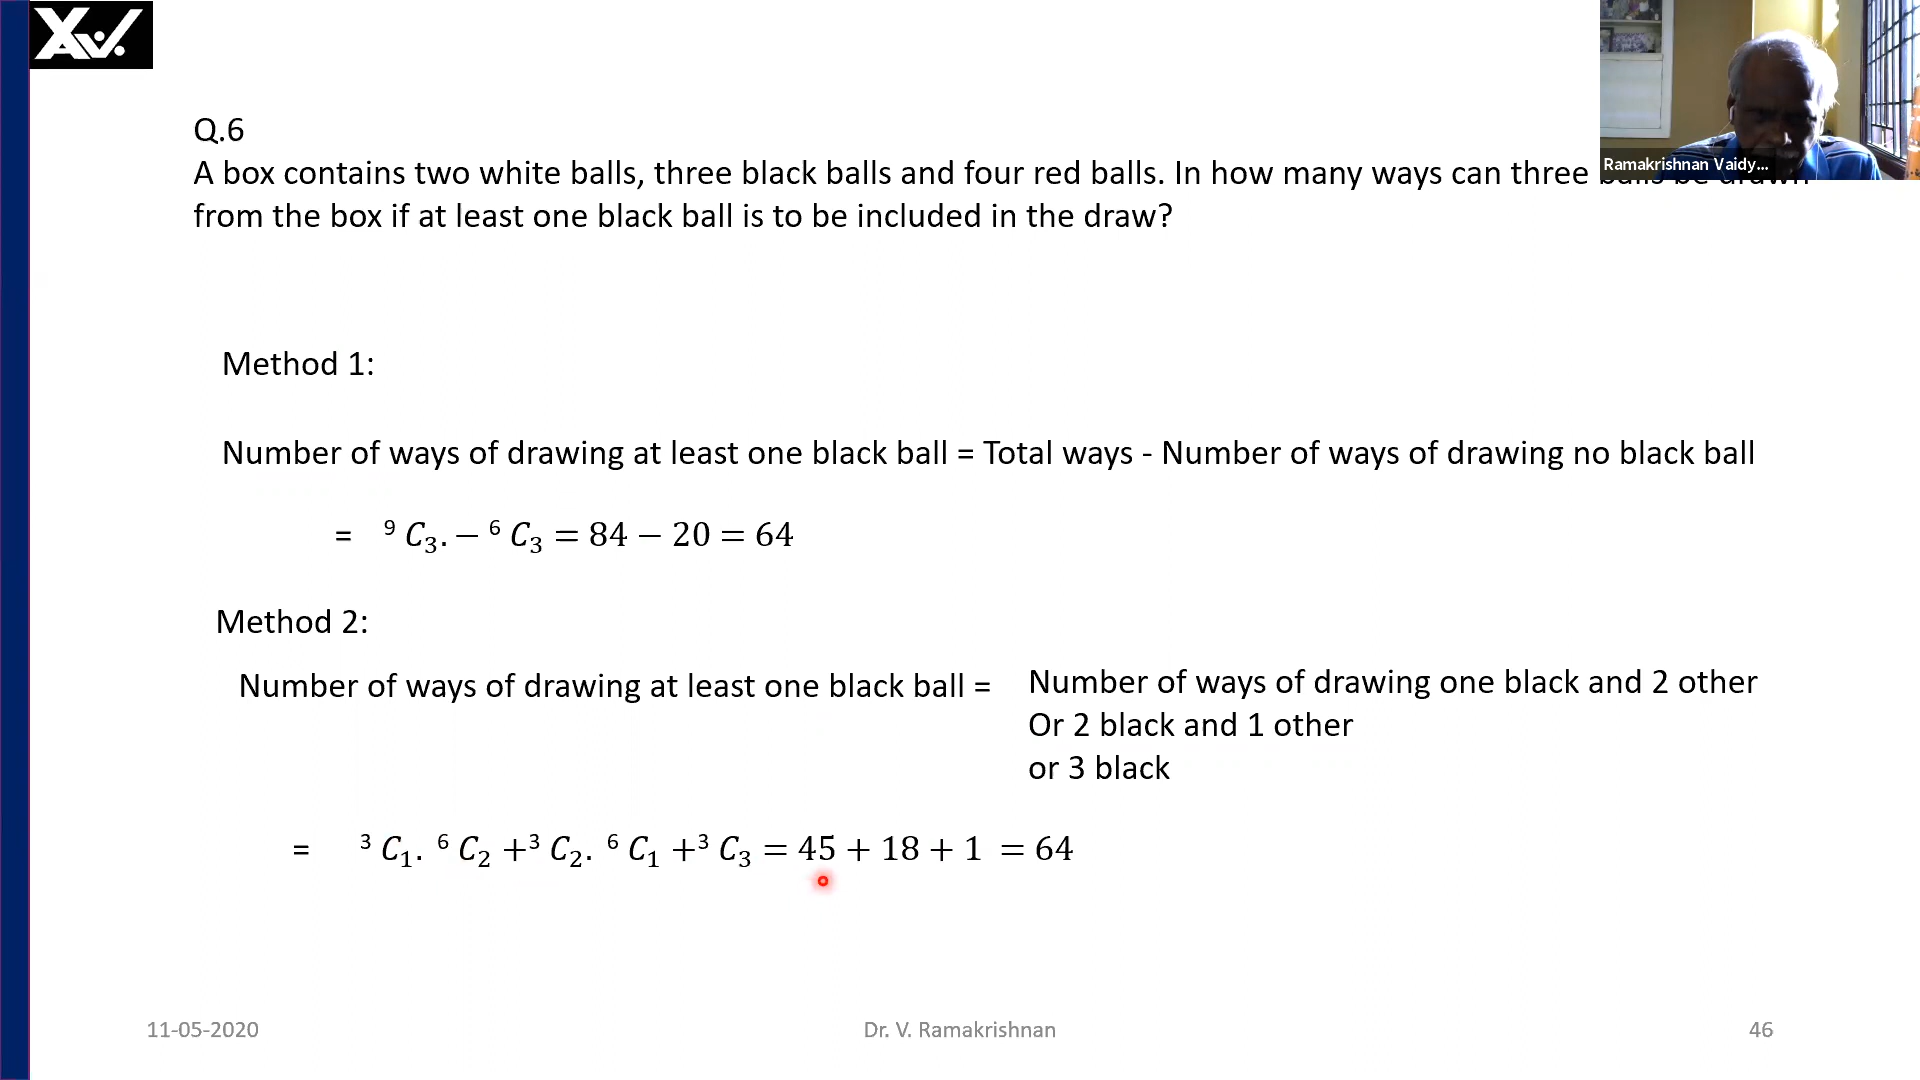 XV.
Q.6
A box contains two white balls, three black balls and four red balls. In how many ways can three
from the box if at least one black ball is to be included in the draw?
Ramakrishnan Vaidy...
Method 1:
Number of ways of drawing at least one black ball = Total ways - Number of ways of drawing no black ball
= ⁹C₃. − ⁶C₃ = 84 − 20 = 64
Method 2:
Number of ways of drawing at least one black ball =
Number of ways of drawing one black and 2 other
Or 2 black and 1 other
or 3 black
= ³C₁. ⁶C₂ +³C₂. ⁶C₁ +³C₃ = 45 + 18 + 1 = 64
11-05-2020
Dr. V. Ramakrishnan
46